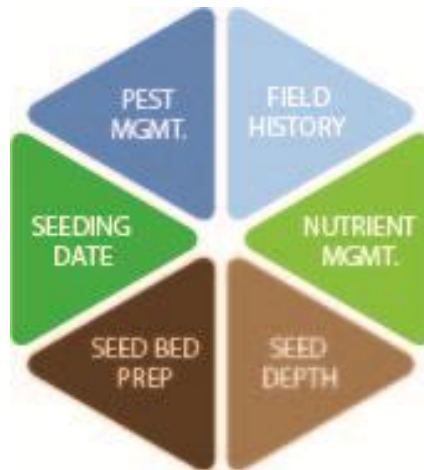 PEST
MGMT.
FIELD
HISTORY
SEEDING
DATE
NUTRIENT
MGMT.
SEED BED
PREP
SEED
DEPTH